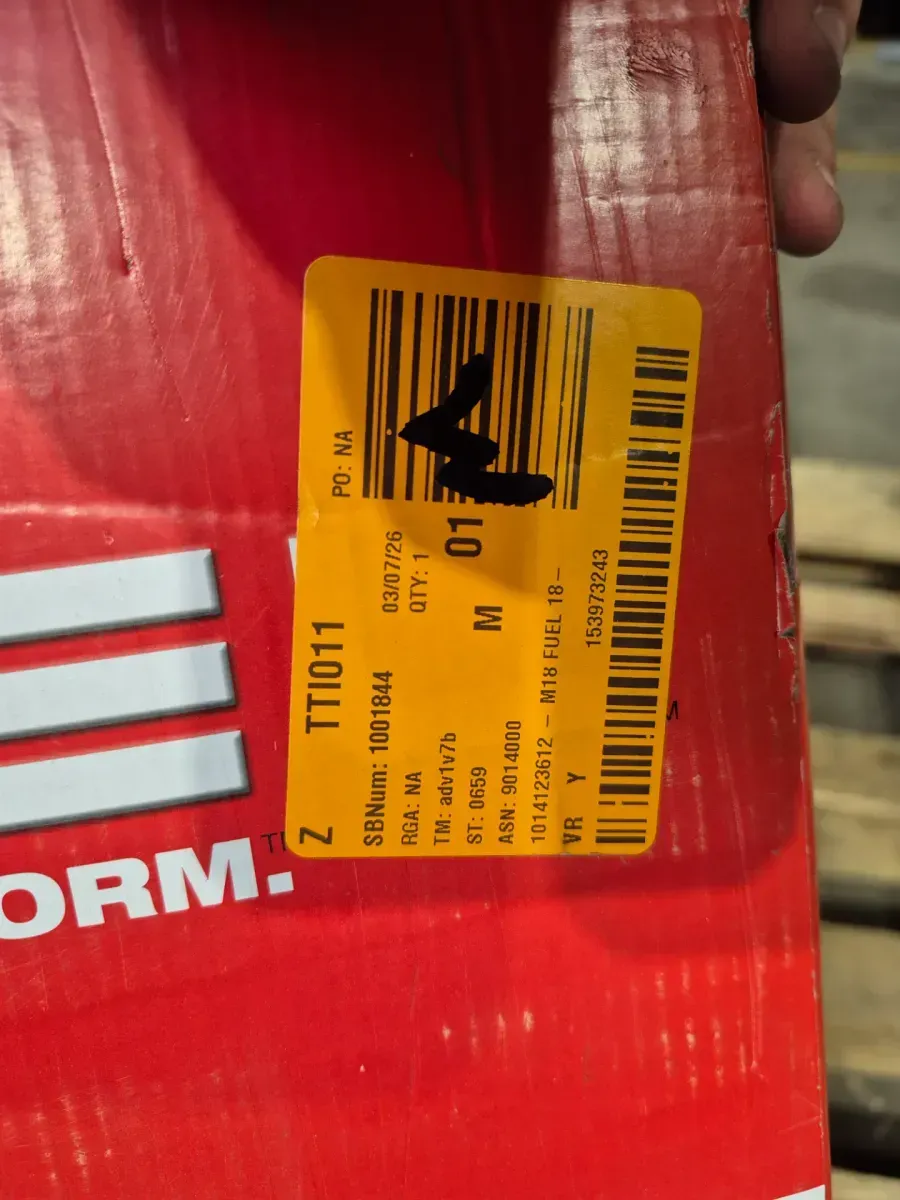 Z TTI011 PO: NA
SBNum: 1001844 03/07/26
RGA: NA QTY: 1
TM: adv1v7b M 01
ST: 0659
ASN: 9014000
1014123612 - M18 FUEL 18-
VR Y 153973243
ORM.